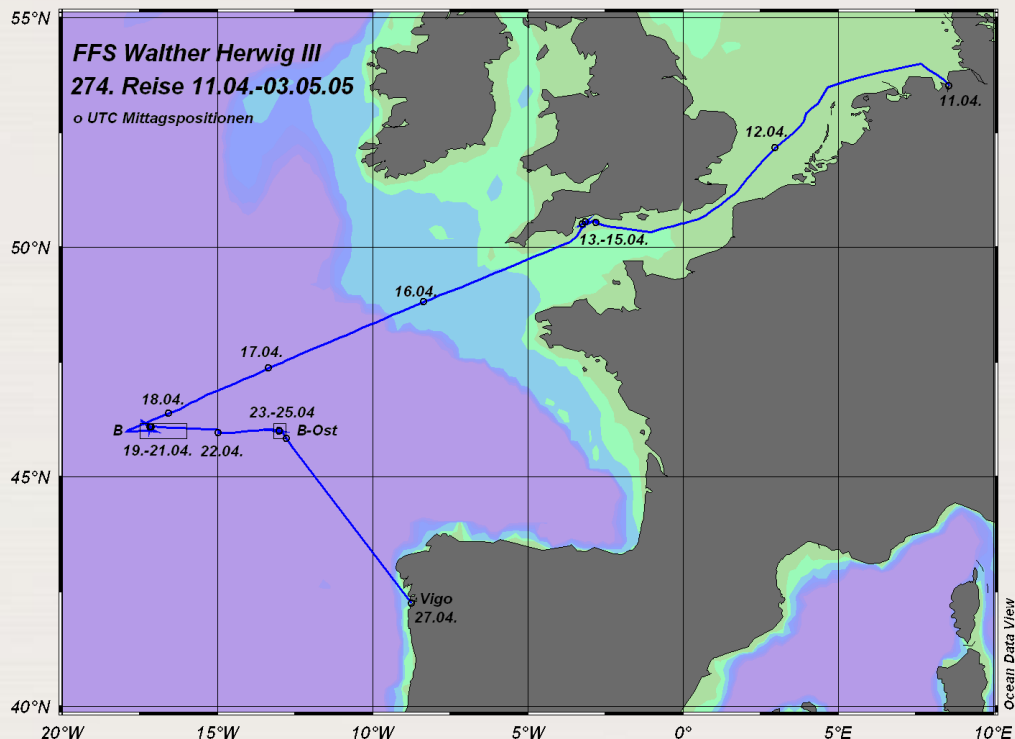 55°N
FFS Walther Herwig III
274. Reise 11.04.-03.05.05
o UTC Mittagspositionen
11.04.
12.04.
50°N
13.-15.04.
16.04.
17.04.
18.04.
23.-25.04
B
B-Ost
19.-21.04.
22.04.
45°N
Vigo
27.04.
40°N
20°W
15°W
10°W
5°W
0°
5°E
10°E
Ocean Data View